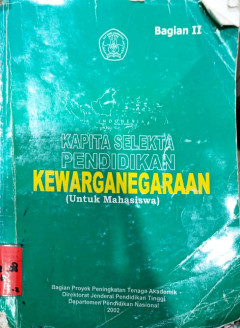 Bagian II
KAPITA SELEKTA
PENDIDIKAN
KEWARGANEGARAAN
(Untuk Mahasiswa)
Bagian Proyek Peningkatan Tenaga Akademik
Direktorat Jenderal Pendidikan Tinggi
Departemen Pendidikan Nasional
2002